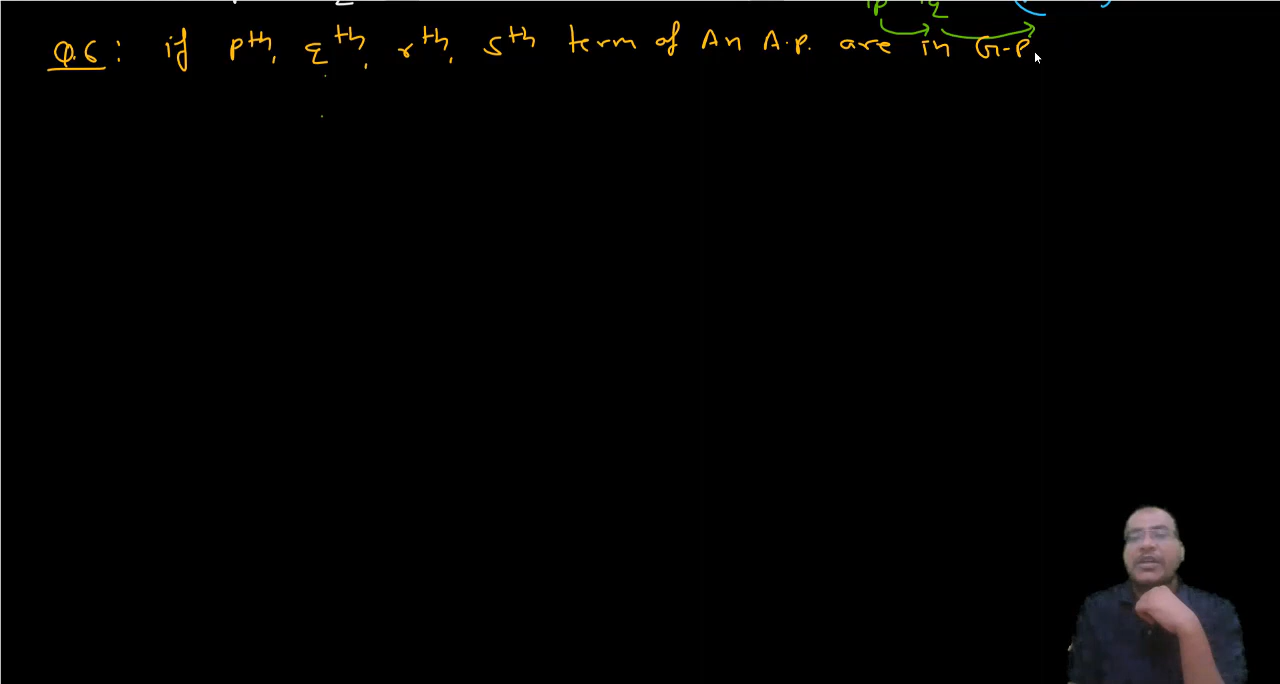 Q.6 : if pth, qth, rth, sth term of An A.P. are in G.P.